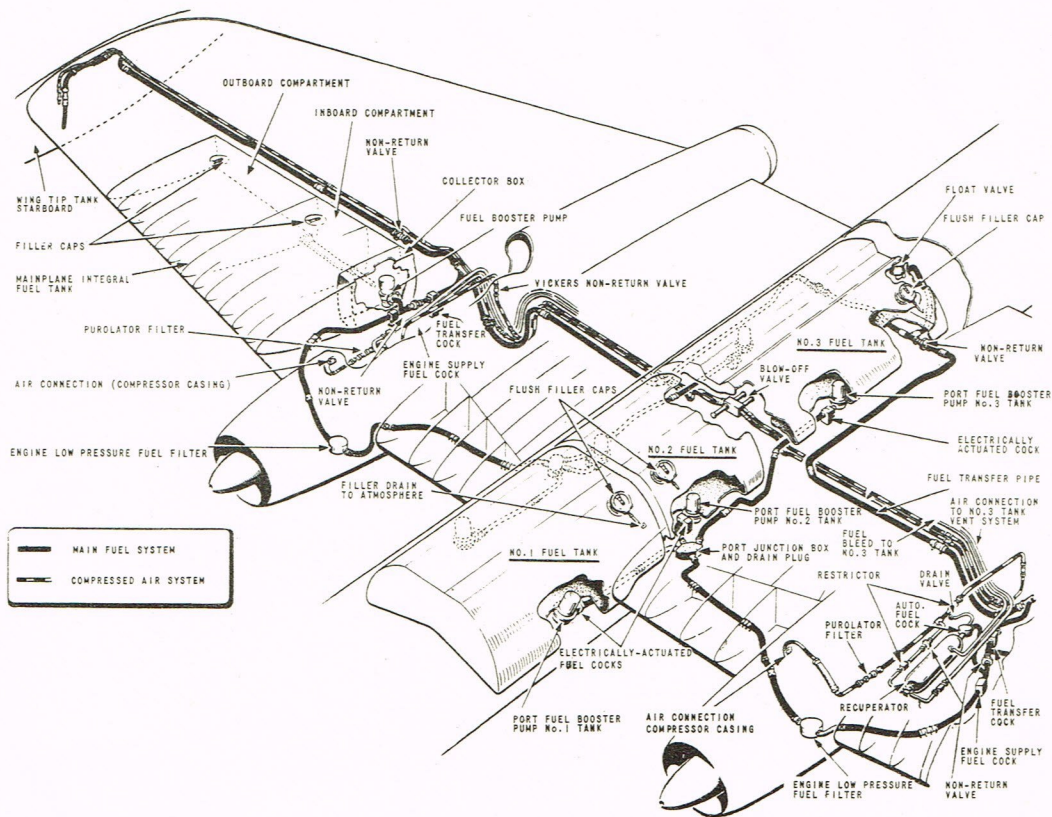 OUTBOARD COMPARTMENT
INBOARD COMPARTMENT
NON-RETURN
VALVE
COLLECTOR BOX
FUEL BOOSTER PUMP
WING TIP TANK
STARBOARD
FILLER CAPS
MAINPLANE INTEGRAL
FUEL TANK
PUROLATOR FILTER
AIR CONNECTION (COMPRESSOR CASING)
NON-RETURN
VALVE
ENGINE LOW PRESSURE FUEL FILTER
FUEL
TRANSFER
COCK
ENGINE SUPPLY
FUEL COCK
VICKERS NON-RETURN VALVE
FLOAT VALVE
FLUSH FILLER CAP
NON-RETURN
VALVE
NO.3 FUEL TANK
BLOW-OFF
VALVE
PORT FUEL BOOSTER
PUMP No.3 TANK
ELECTRICALLY
ACTUATED COCK
FLUSH FILLER CAPS
NO.2 FUEL TANK
FILLER DRAIN
TO ATMOSPHERE
FUEL TRANSFER PIPE
AIR CONNECTION
TO NO.3 TANK
VENT SYSTEM
PORT FUEL BOOSTER
PUMP No.2 TANK
FUEL
BLEED TO
NO.3 TANK
PORT JUNCTION BOX
AND DRAIN PLUG
NO.1 FUEL TANK
MAIN FUEL SYSTEM
COMPRESSED AIR SYSTEM
RESTRICTOR
DRAIN
VALVE
AUTO.
FUEL
COCK
PUROLATOR
FILTER
ELECTRICALLY-ACTUATED
FUEL COCKS
RECUPERATOR
FUEL
TRANSFER
COCK
PORT FUEL BOOSTER
PUMP No.1 TANK
AIR CONNECTION
COMPRESSOR CASING
ENGINE SUPPLY
FUEL COCK
ENGINE LOW PRESSURE
FUEL FILTER
NON-RETURN
VALVE